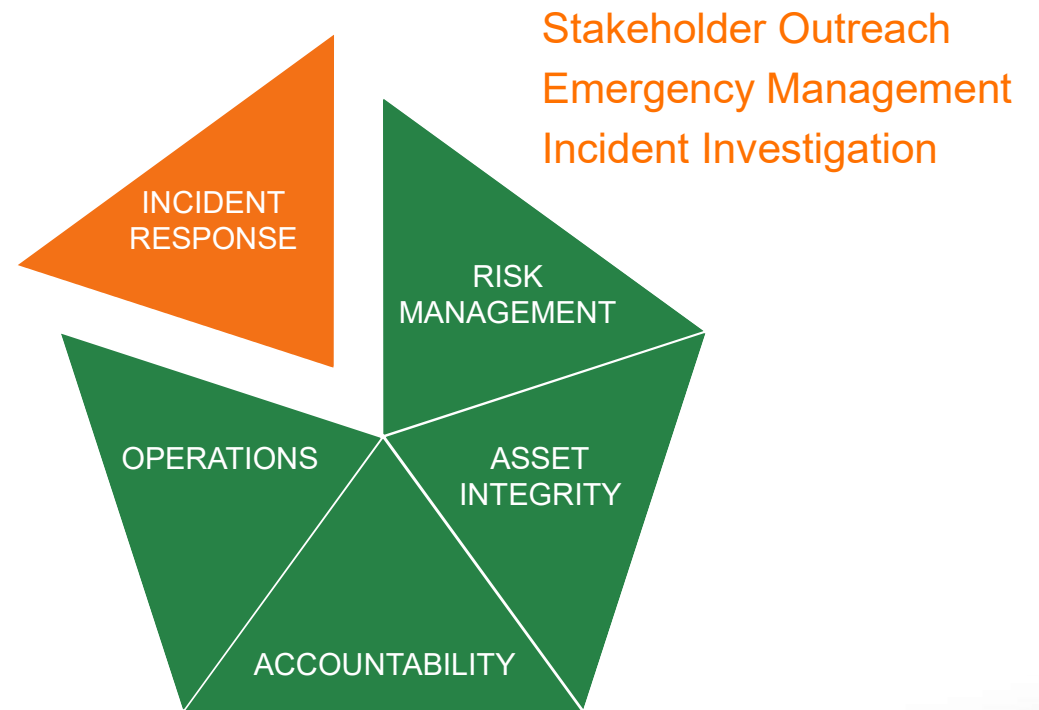 Stakeholder Outreach
Emergency Management
Incident Investigation
INCIDENT
RESPONSE
RISK
MANAGEMENT
OPERATIONS
ASSET
INTEGRITY
ACCOUNTABILITY